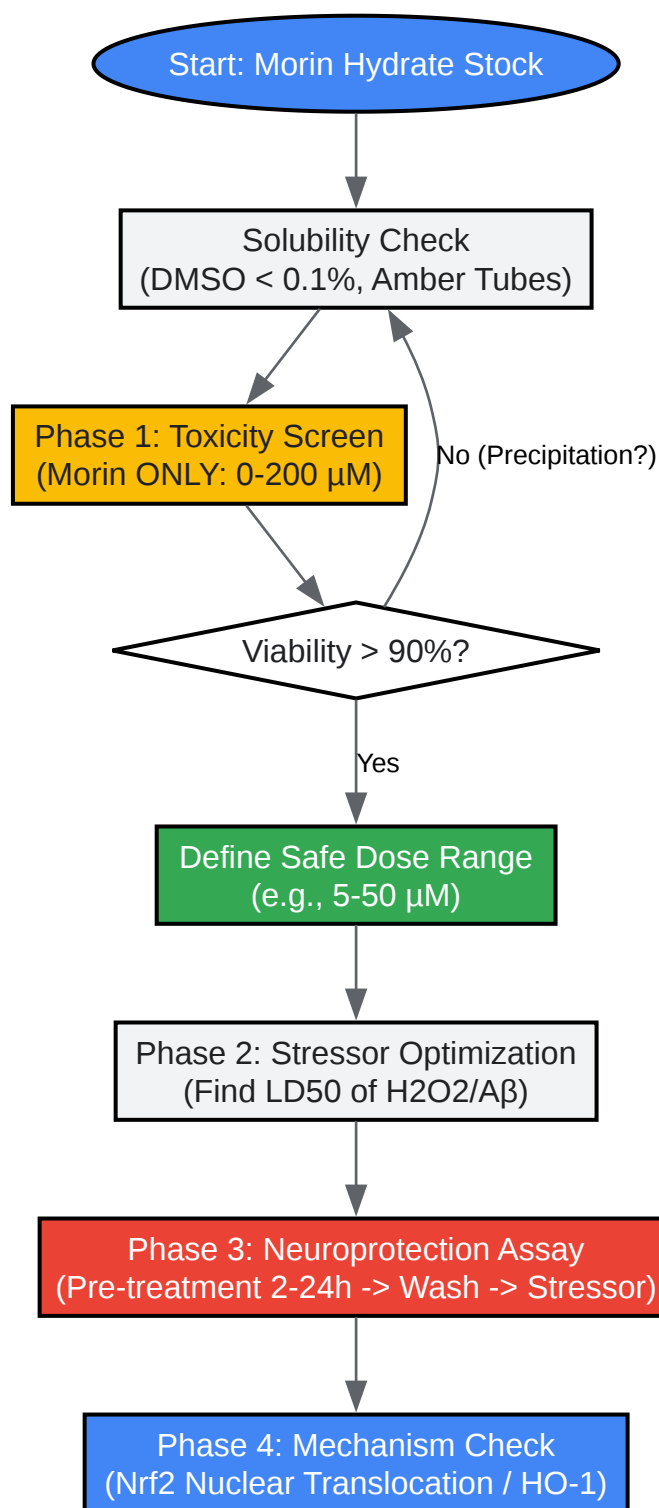 Start: Morin Hydrate Stock
Solubility Check
(DMSO < 0.1%, Amber Tubes)
Phase 1: Toxicity Screen
(Morin ONLY: 0-200 µM)
No (Precipitation?)
Viability > 90%?
Yes
Define Safe Dose Range
(e.g., 5-50 µM)
Phase 2: Stressor Optimization
(Find LD50 of H2O2/Aβ)
Phase 3: Neuroprotection Assay
(Pre-treatment 2-24h -> Wash -> Stressor)
Phase 4: Mechanism Check
(Nrf2 Nuclear Translocation / HO-1)